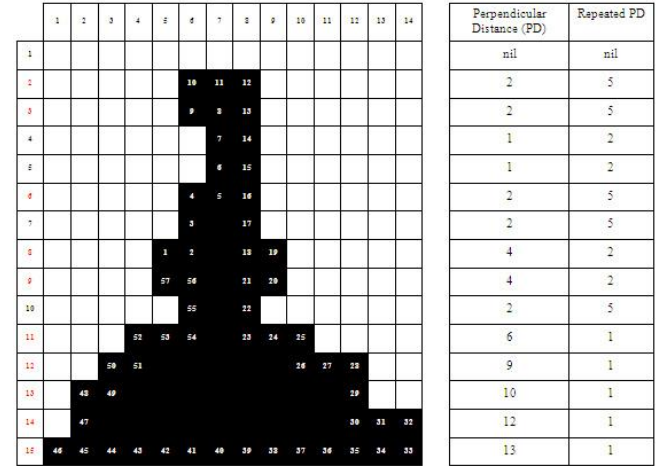 1 2 3 4 5 6 7 8 9 10 11 12 13 14
Perpendicular Distance (PD) Repeated PD
1 nil nil
2 10 11 12 2 5
3 9 8 13 2 5
4 7 14 1 2
5 6 15 1 2
6 4 5 16 2 5
7 3 17 2 5
8 1 2 18 19 4 2
9 57 56 21 20 4 2
10 55 22 2 5
11 52 53 54 23 24 25 6 1
12 50 51 26 27 28 9 1
13 48 49 29 10 1
14 47 30 31 32 12 1
15 46 45 44 43 42 41 40 39 38 37 36 35 34 33 13 1